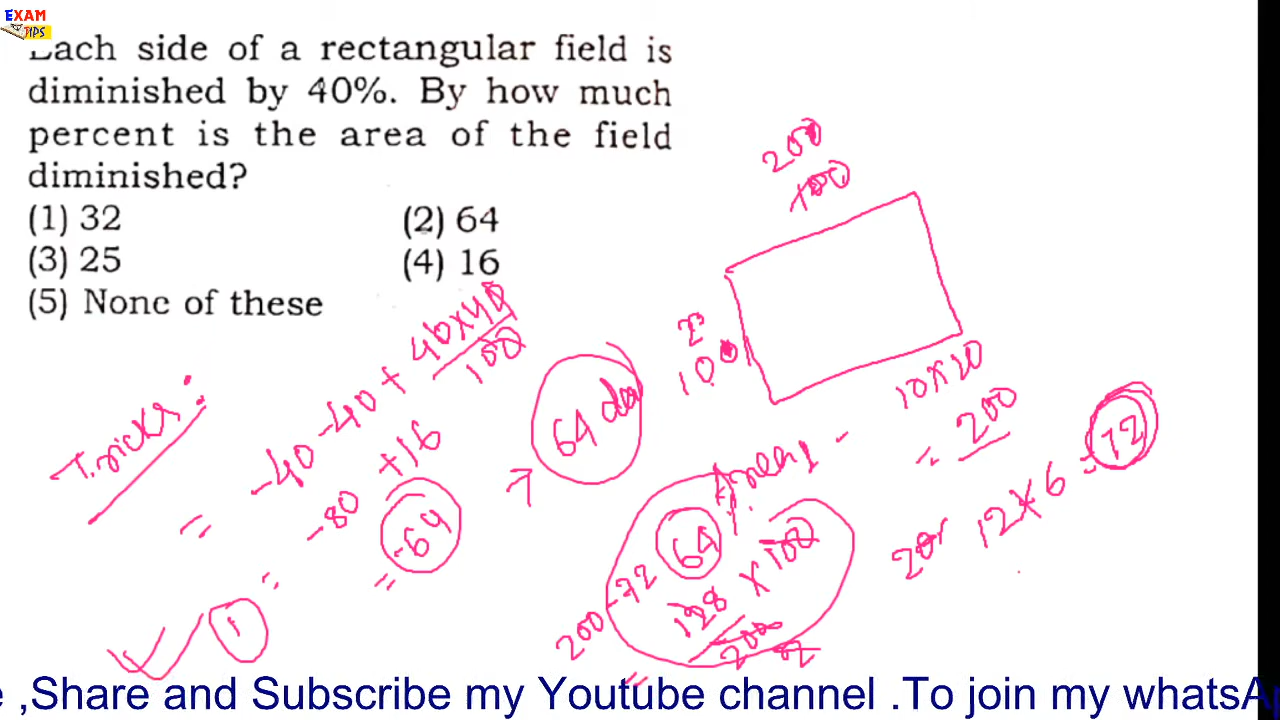 EXAM
TIPS
Each side of a rectangular field is
diminished by 40%. By how much
percent is the area of the field
diminished?
(1) 32 (2) 64
(3) 25 (4) 16
(5) None of these
200
100
20
100
Tricks :
-40 -40 + 40×40/100
= -80 +16
= -64
→ 64
10×20
= 200
Area
12×6 = 72
200-72
64 %
128 × 100
200
2
=
1
e ,Share and Subscribe my Youtube channel .To join my whatsA